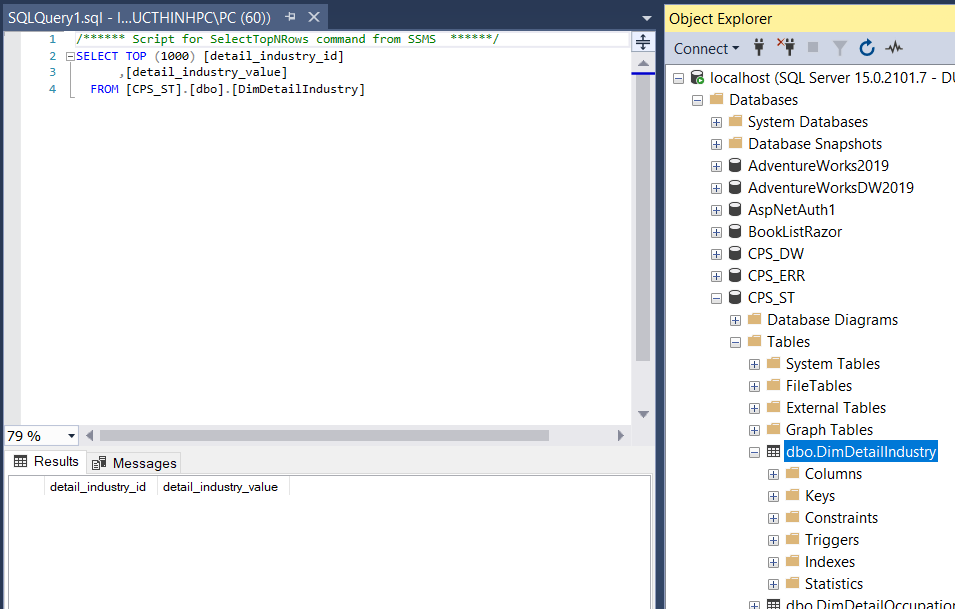 SQLQuery1.sql - l...UCTHINHPC\PC (60))
1 /****** Script for SelectTopNRows command from SSMS ******/
2 SELECT TOP (1000) [detail_industry_id]
3 ,[detail_industry_value]
4 FROM [CPS_ST].[dbo].[DimDetailIndustry]
79 %
Results Messages
detail_industry_id detail_industry_value
Object Explorer
Connect
localhost (SQL Server 15.0.2101.7 - DU
Databases
System Databases
Database Snapshots
AdventureWorks2019
AdventureWorksDW2019
AspNetAuth1
BookListRazor
CPS_DW
CPS_ERR
CPS_ST
Database Diagrams
Tables
System Tables
FileTables
External Tables
Graph Tables
dbo.DimDetailIndustry
Columns
Keys
Constraints
Triggers
Indexes
Statistics
dbo.DimDetailOccupation